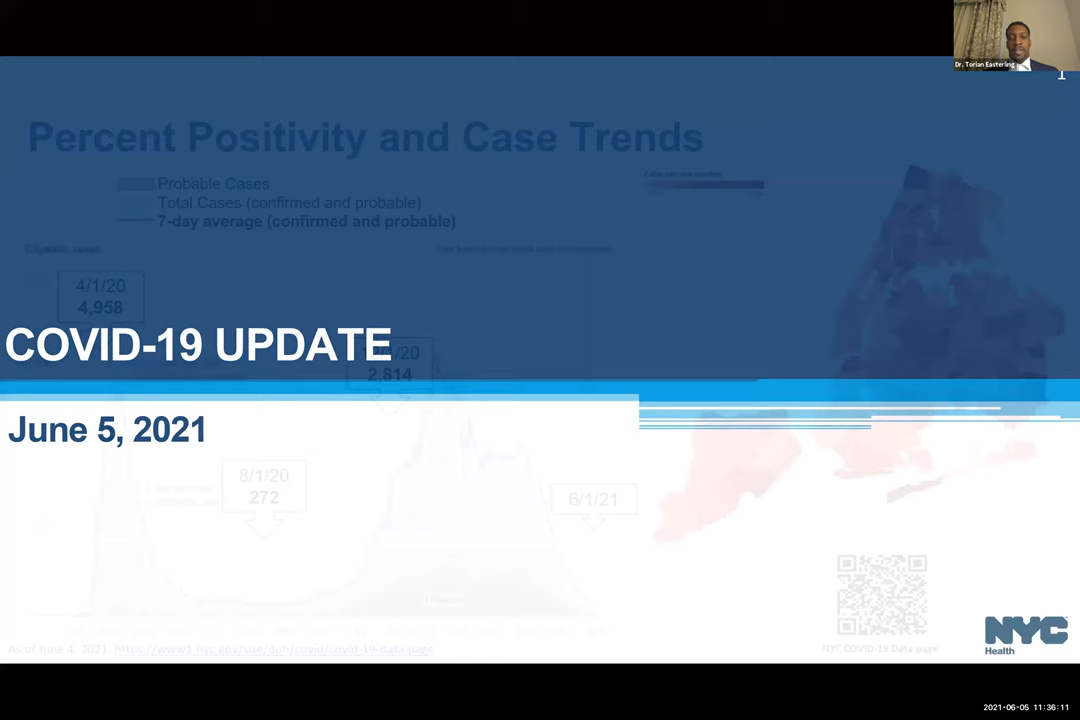 Dr. Torian Easterling
1
Percent Positivity and Case Trends
Probable Cases
Total Cases (confirmed and probable)
7-day average (confirmed and probable)
4/1/20
4,958
COVID-19 UPDATE
/20
2,814
June 5, 2021
8/1/20
272
6/1/21
As of June 4, 2021 https://www1.nyc.gov/site/doh/covid/covid-19-data.page
NYC COVID-19 Data page
NYC
Health
2021-06-05 11:36:11